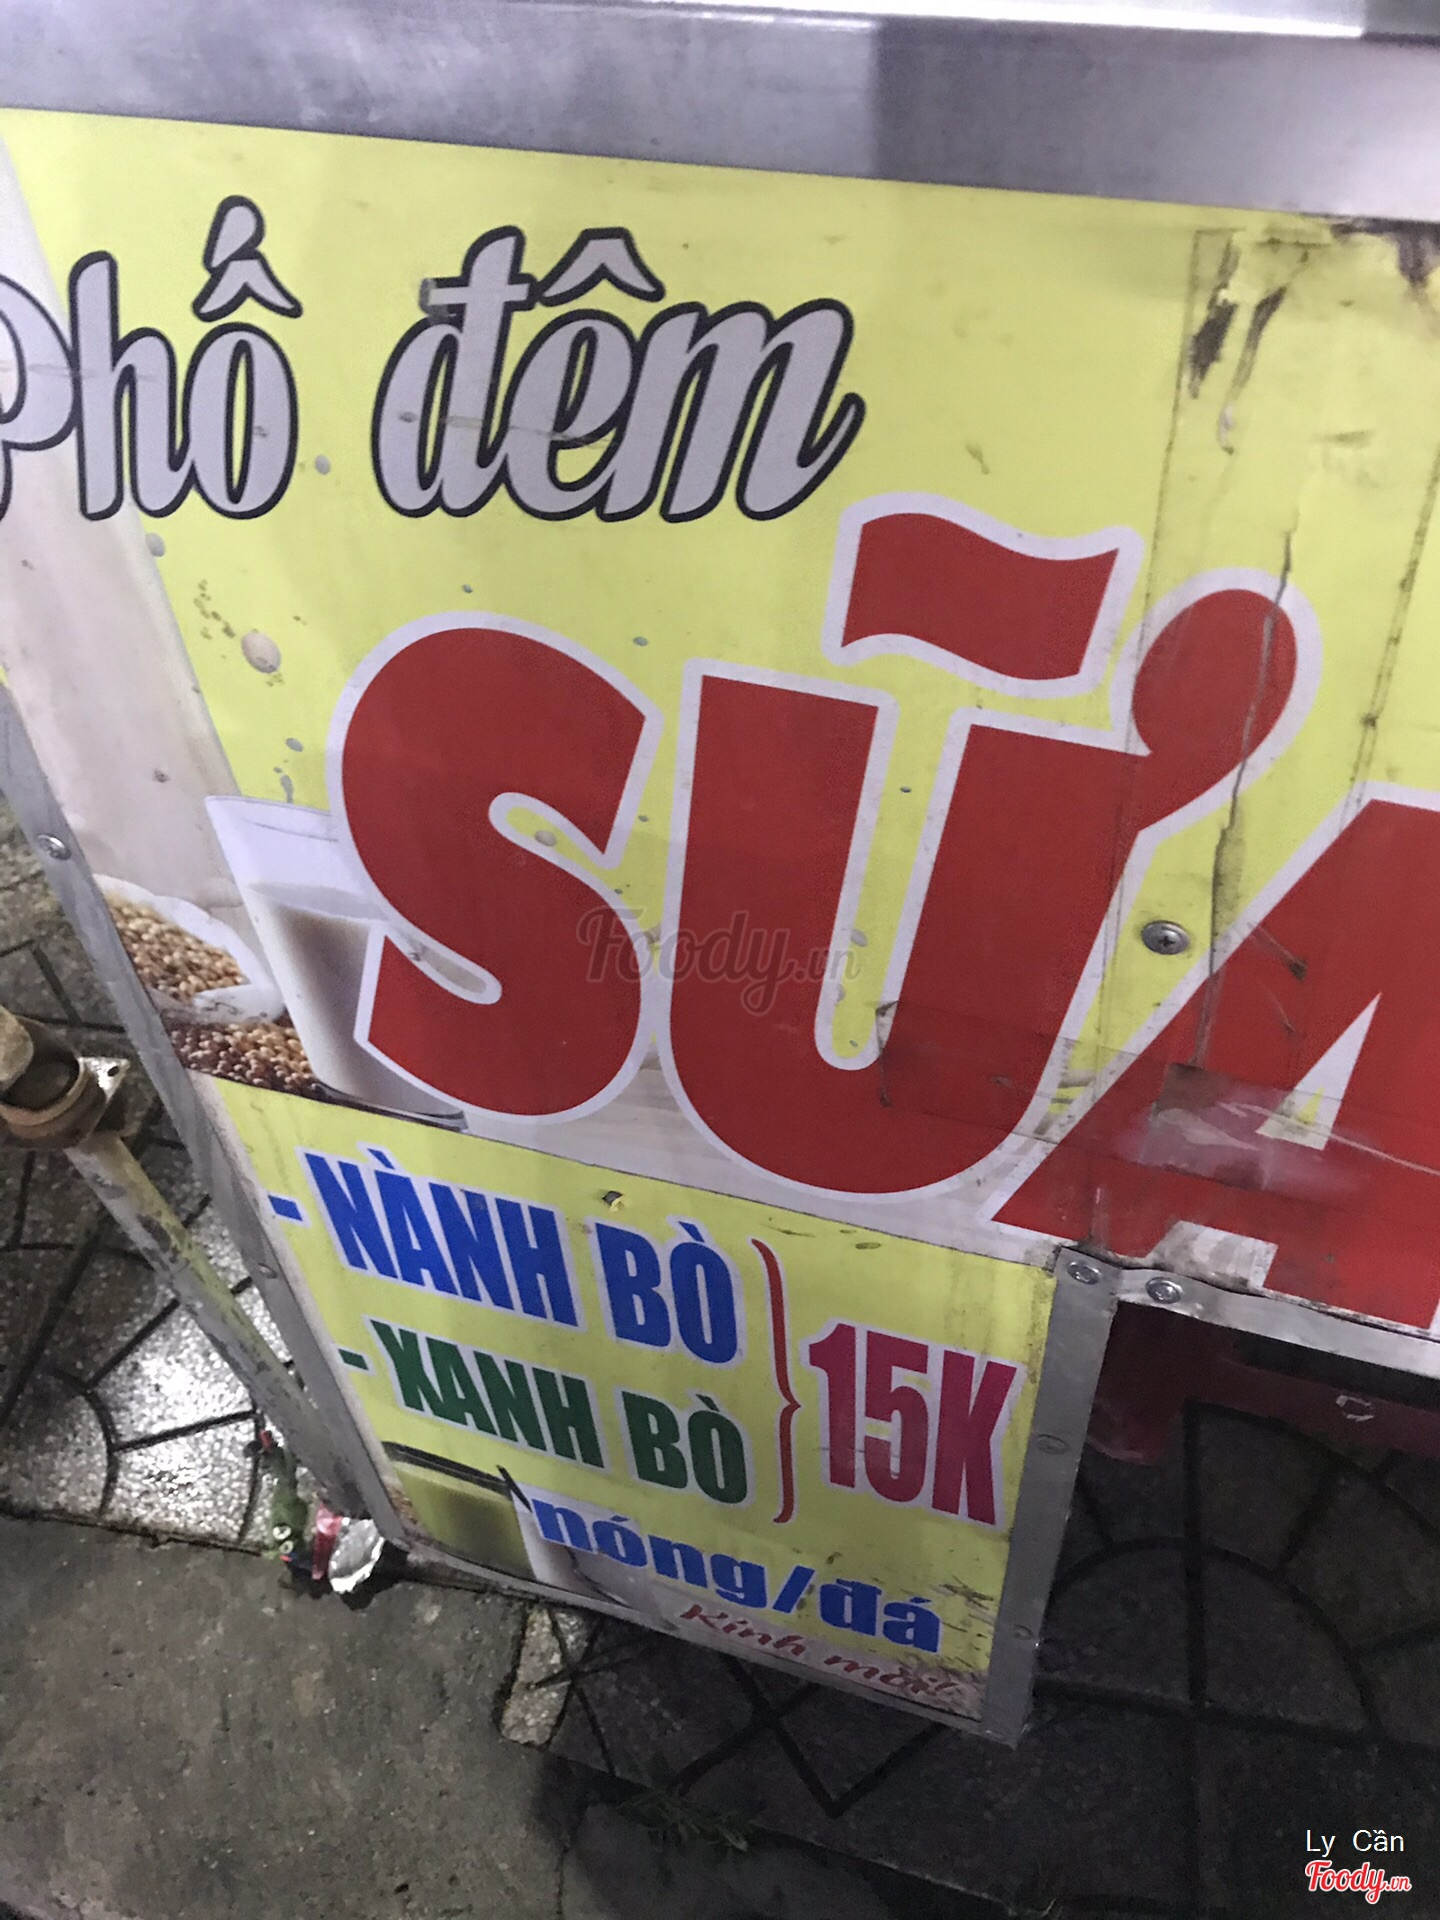 Phố đêm
SỮA
- NÀNH BÒ
- XANH BÒ
15K
nóng/đá
Kính mời!
Foody.vn
Ly Cần
Foody.vn